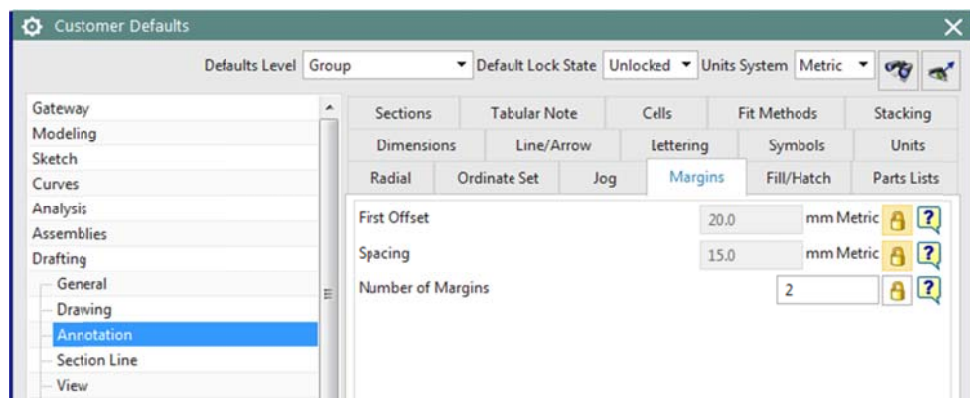 Customer Defaults
Defaults Level Group Default Lock State Unlocked Units System Metric
Gateway
Modeling
Sketch
Curves
Analysis
Assemblies
Drafting
General
Drawing
Annotation
Section Line
View
Sections Tabular Note Cells Fit Methods Stacking
Dimensions Line/Arrow Lettering Symbols Units
Radial Ordinate Set Jog Margins Fill/Hatch Parts Lists
First Offset 20.0 mm Metric ?
Spacing 15.0 mm Metric ?
Number of Margins 2 ?